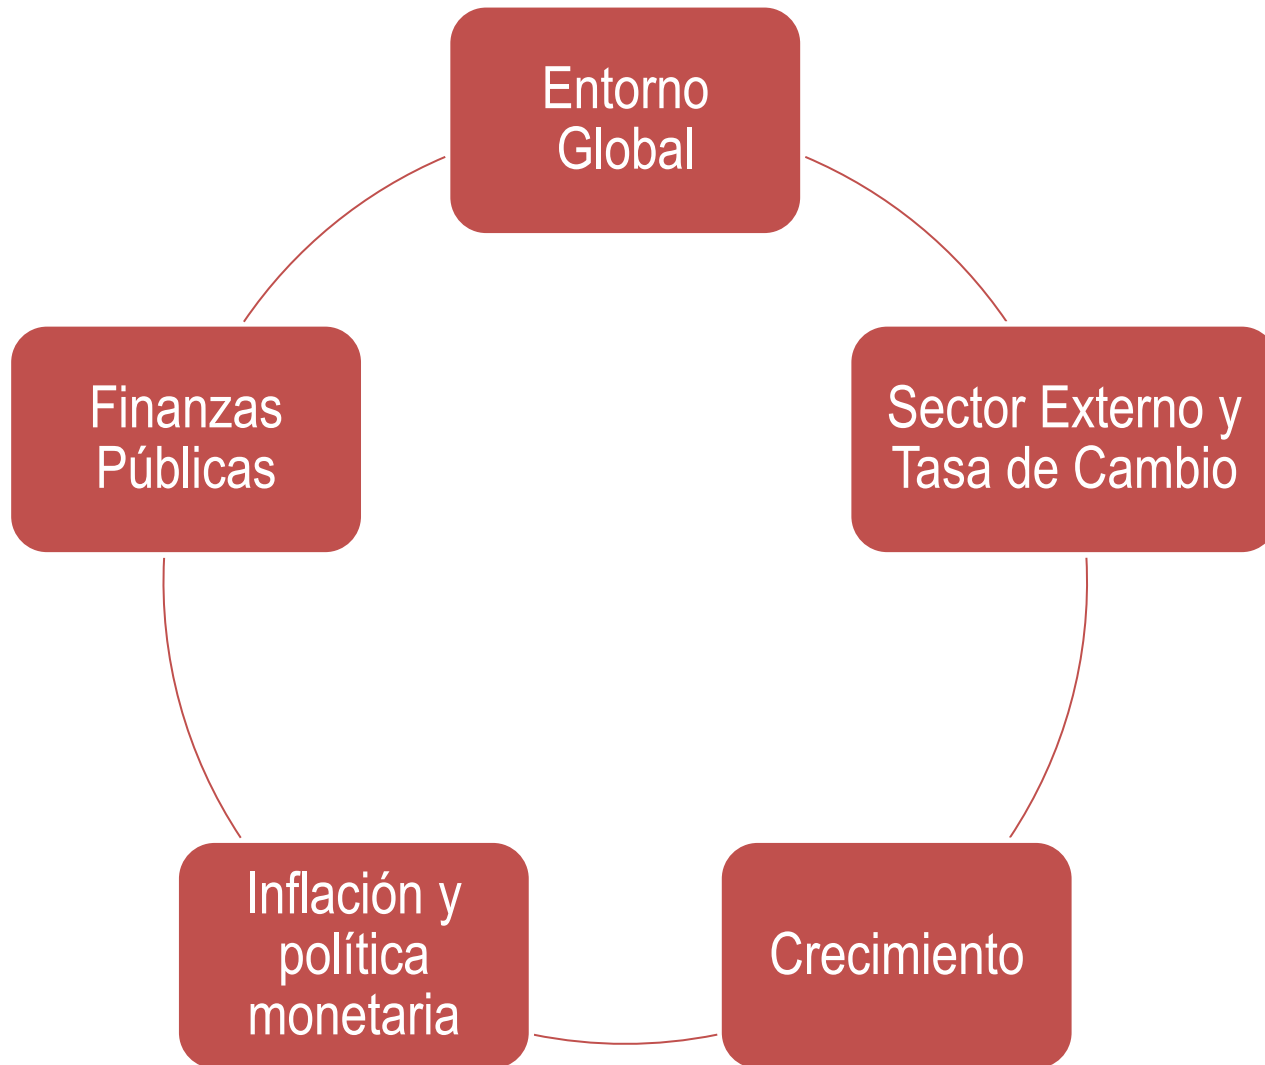 Entorno
Global
Sector Externo y
Tasa de Cambio
Crecimiento
Inflación y
política
monetaria
Finanzas
Públicas